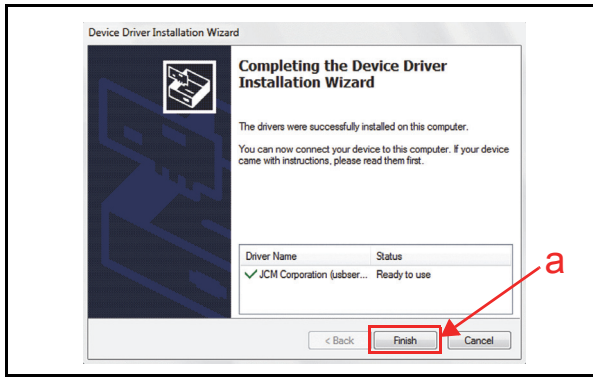 Device Driver Installation Wizard
Completing the Device Driver
Installation Wizard
The drivers were successfully installed on this computer.
You can now connect your device to this computer. If your device
came with instructions, please read them first.
Driver Name Status
JCM Corporation (usbser... Ready to use
a
< Back Finish Cancel